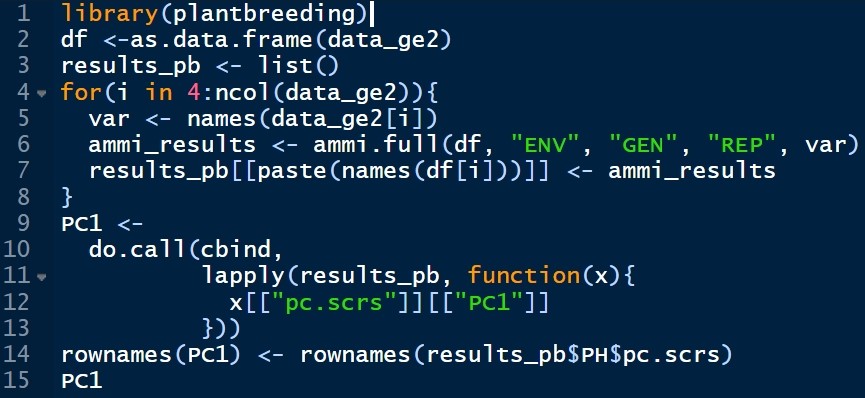 1 library(plantbreeding)
2 df <-as.data.frame(data_ge2)
3 results_pb <- list()
4 for(i in 4:ncol(data_ge2)){
5   var <- names(data_ge2[i])
6   ammi_results <- ammi.full(df, "ENV", "GEN", "REP", var)
7   results_pb[[paste(names(df[i]))]] <- ammi_results
8 }
9 PC1 <-
10   do.call(cbind,
11           lapply(results_pb, function(x){
12             x[["pc.scrs"]][["PC1"]]
13           }))
14 rownames(PC1) <- rownames(results_pb$PH$pc.scrs)
15 PC1